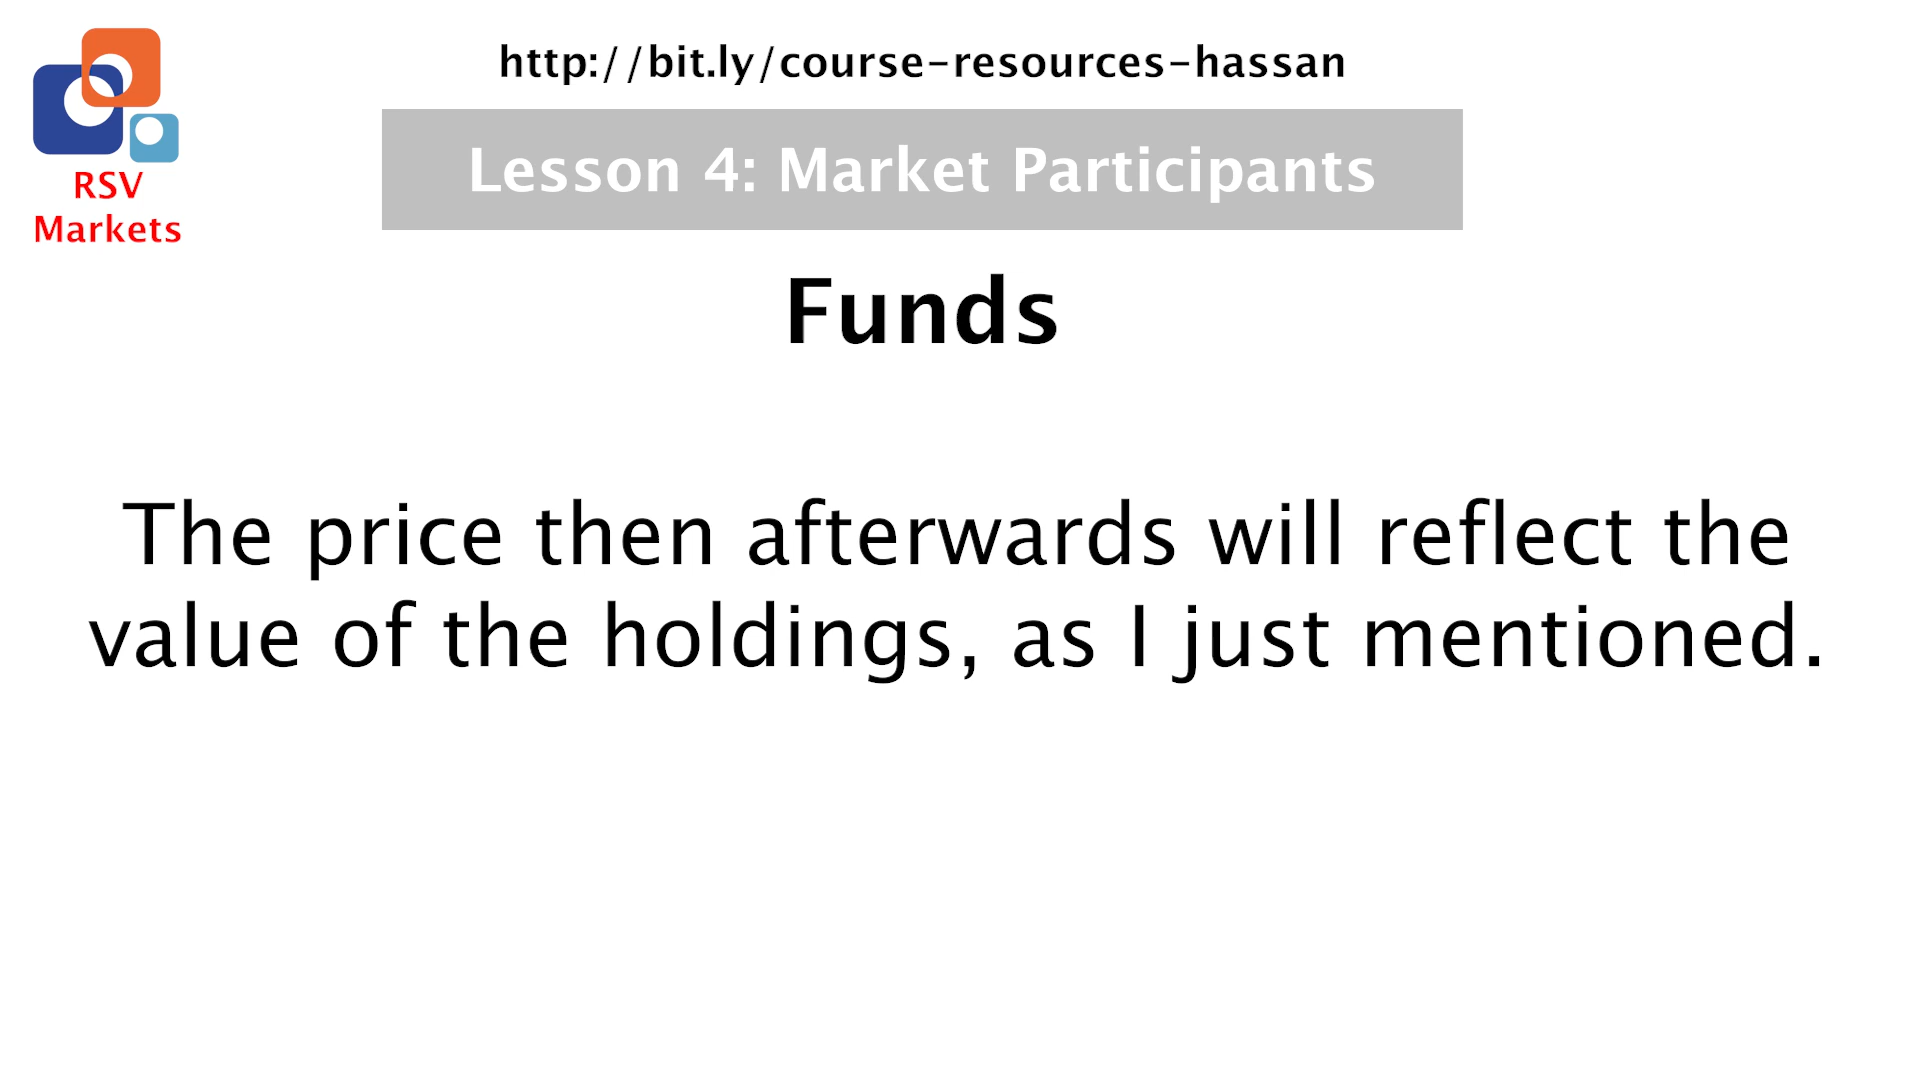 http://bit.ly/course-resources-hassan
RSV
Markets
Lesson 4: Market Participants
Funds
The price then afterwards will reflect the
value of the holdings, as I just mentioned.